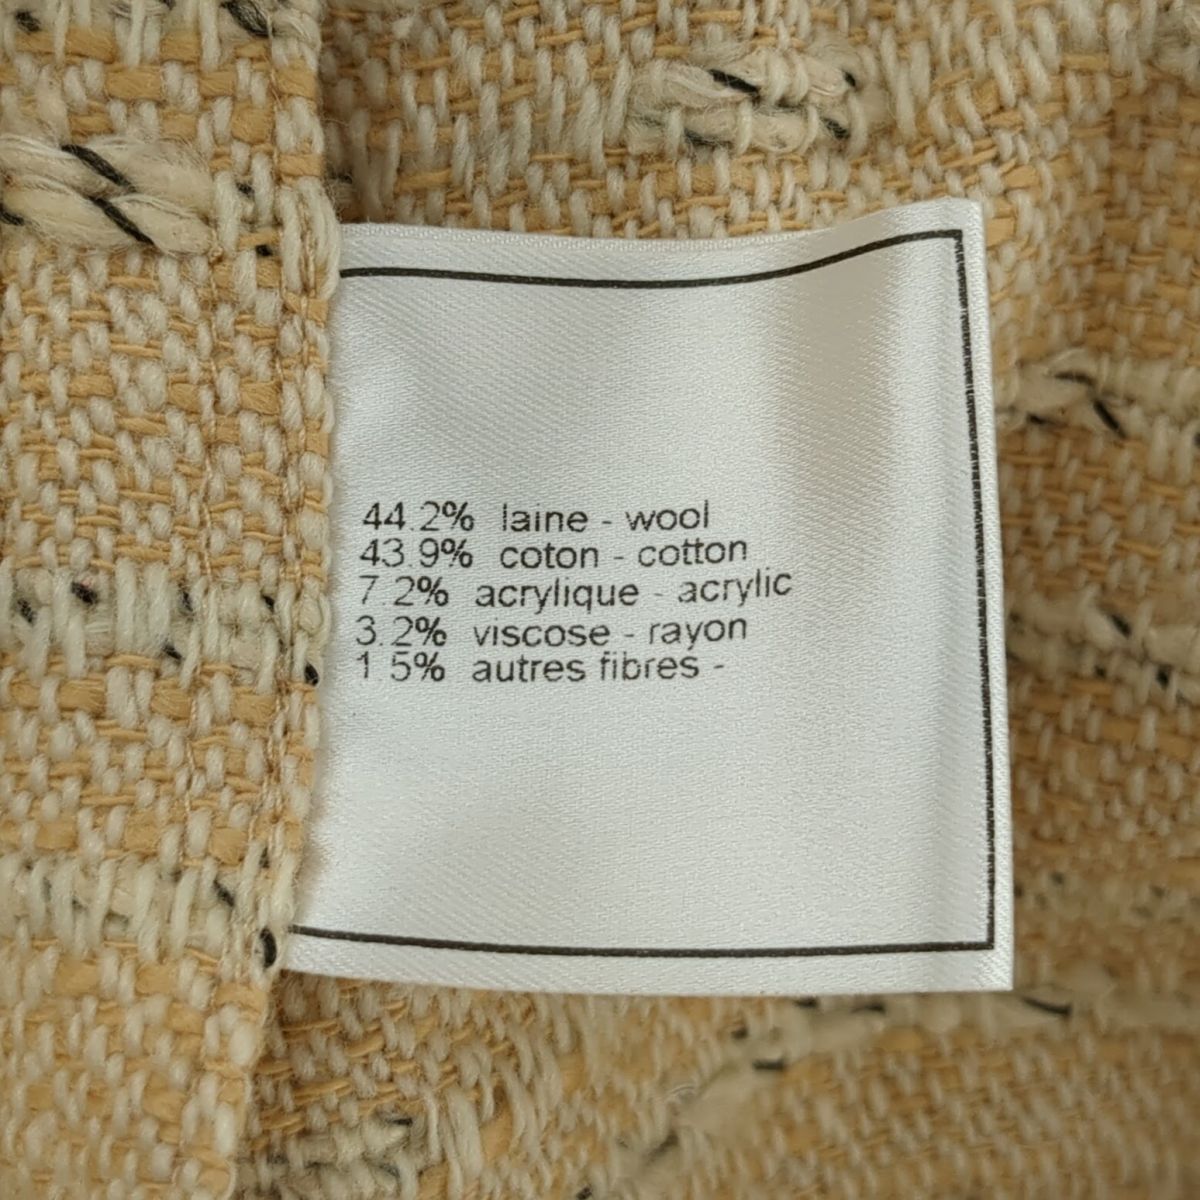 44.2% laine - wool
43.9% coton - cotton
7.2% acrylique - acrylic
3.2% viscose - rayon
1.5% autres fibres -